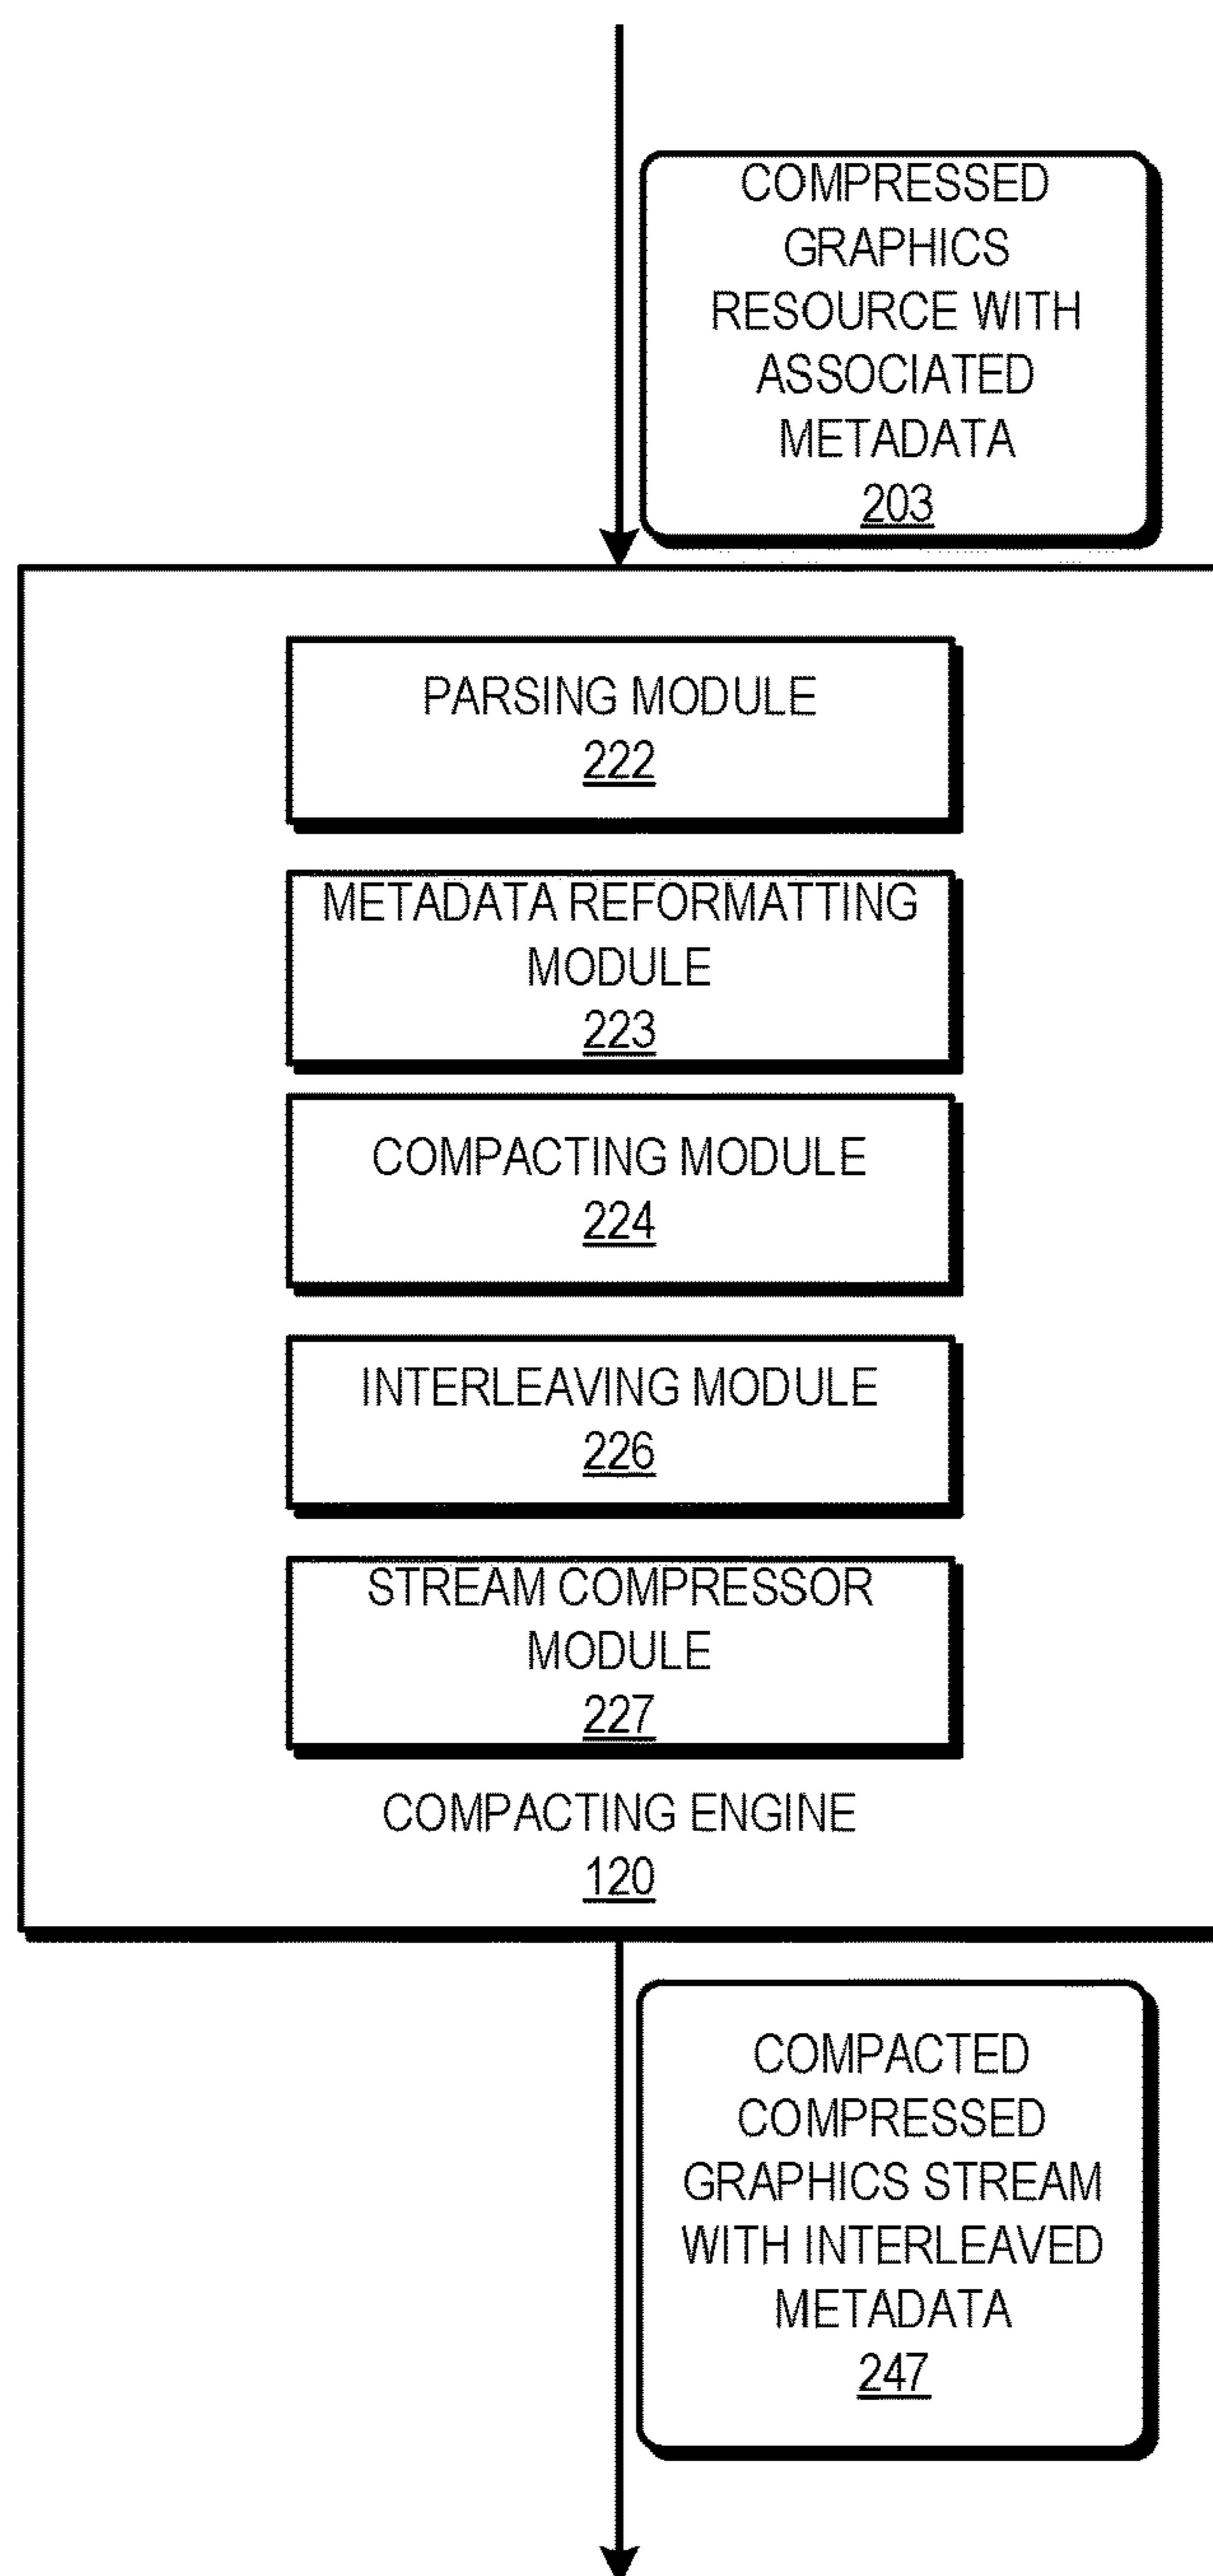 COMPRESSED
GRAPHICS
RESOURCE WITH
ASSOCIATED
METADATA
203
PARSING MODULE
222
METADATA REFORMATTING
MODULE
223
COMPACTING MODULE
224
INTERLEAVING MODULE
226
STREAM COMPRESSOR
MODULE
227
COMPACTING ENGINE
120
COMPACTED
COMPRESSED
GRAPHICS STREAM
WITH INTERLEAVED
METADATA
247